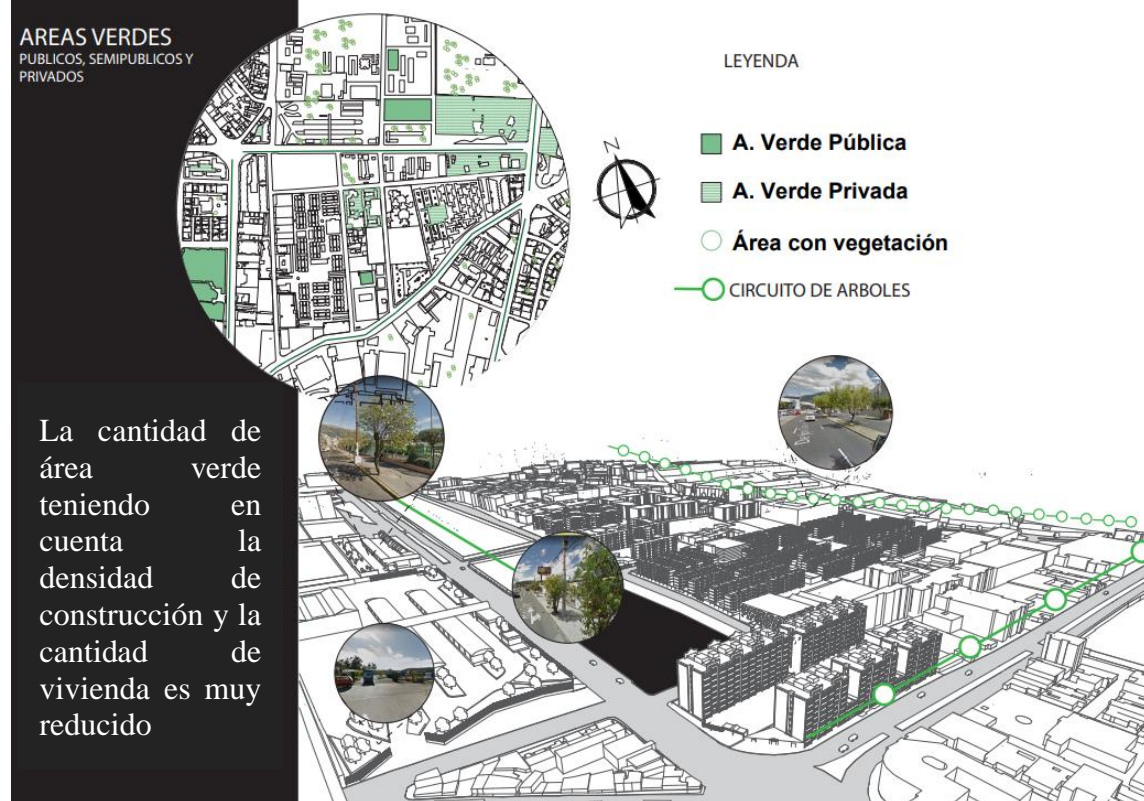 AREAS VERDES
PUBLICOS, SEMIPUBLICOS Y
PRIVADOS
LEYENDA
N
A. Verde Pública
A. Verde Privada
Área con vegetación
CIRCUITO DE ARBOLES
La cantidad de
área verde
teniendo en
cuenta la
densidad de
construcción y la
cantidad de
vivienda es muy
reducido